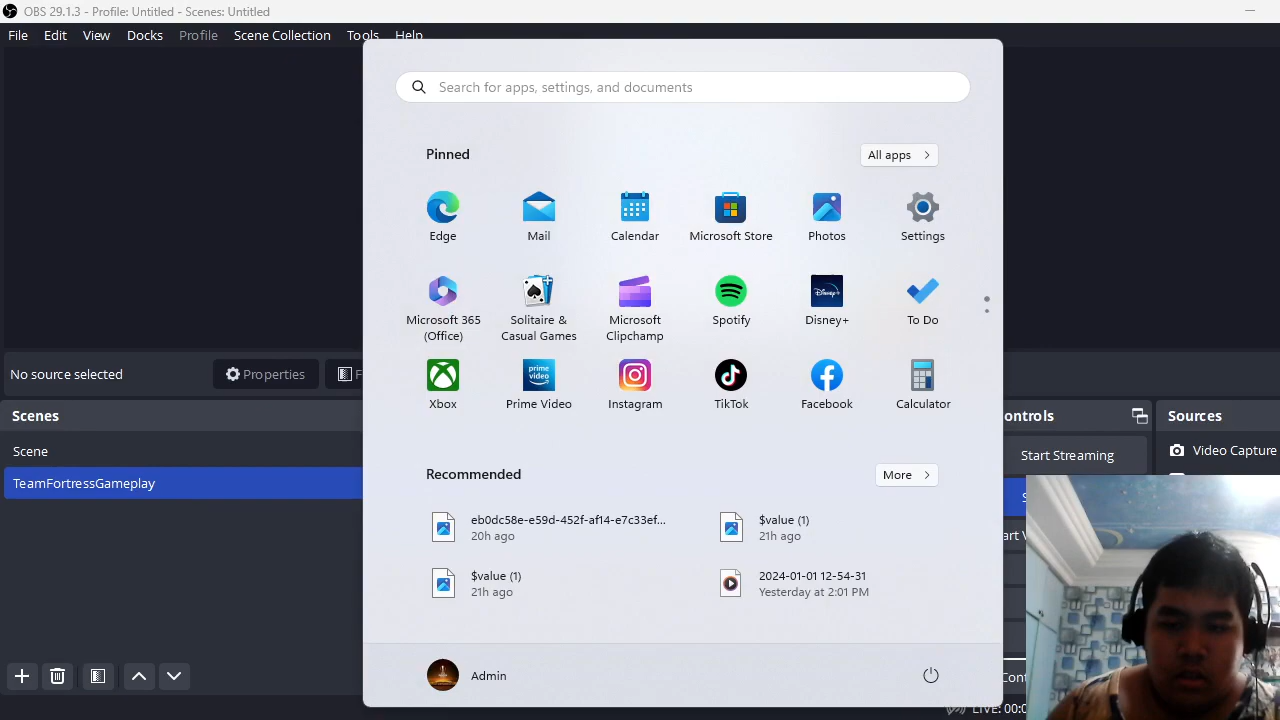 OBS 29.1.3 - Profile: Untitled - Scenes: Untitled
File Edit View Docks Profile Scene Collection Tools Help
Search for apps, settings, and documents
Pinned
All apps
Edge
Mail
Calendar
Microsoft Store
Photos
Settings
Microsoft 365
(Office)
Solitaire &
Casual Games
Microsoft
Clipchamp
Spotify
Disney+
To Do
Xbox
prime
video
Prime Video
Instagram
TikTok
Facebook
Calculator
Recommended
More
eb0dc58e-e59d-452f-af14-e7c33ef...
20h ago
$value (1)
21h ago
$value (1)
21h ago
2024-01-01 12-54-31
Yesterday at 2:01 PM
Admin
No source selected
Properties
F
Scenes
Scene
TeamFortressGameplay
ontrols
Start Streaming
S
art V
Cont
LIVE: 00:0
Sources
Video Capture